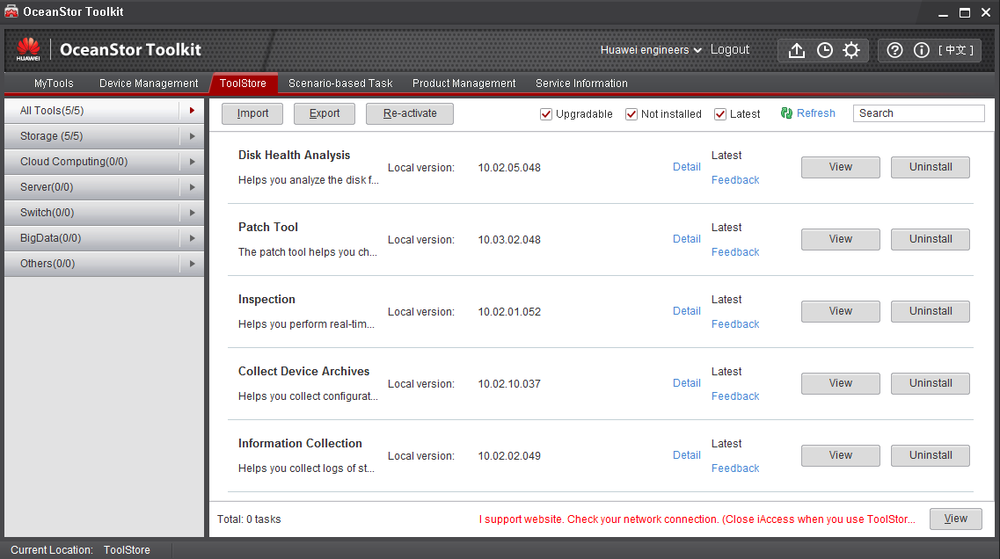 OceanStor Toolkit
HUAWEI
OceanStor Toolkit
Huawei engineers
Logout
[ 中文 ]
MyTools
Device Management
ToolStore
Scenario-based Task
Product Management
Service Information
All Tools(5/5)
Storage (5/5)
Cloud Computing(0/0)
Server(0/0)
Switch(0/0)
BigData(0/0)
Others(0/0)
Import
Export
Re-activate
Upgradable
Not installed
Latest
Refresh
Search
Disk Health Analysis
Helps you analyze the disk f...
Local version:
10.02.05.048
Detail
Latest
Feedback
View
Uninstall
Patch Tool
The patch tool helps you ch...
Local version:
10.03.02.048
Detail
Latest
Feedback
View
Uninstall
Inspection
Helps you perform real-tim...
Local version:
10.02.01.052
Detail
Latest
Feedback
View
Uninstall
Collect Device Archives
Helps you collect configurat...
Local version:
10.02.10.037
Detail
Latest
Feedback
View
Uninstall
Information Collection
Helps you collect logs of st...
Local version:
10.02.02.049
Detail
Latest
Feedback
View
Uninstall
Total: 0 tasks
I support website. Check your network connection. (Close iAccess when you use ToolStor...
View
Current Location: ToolStore